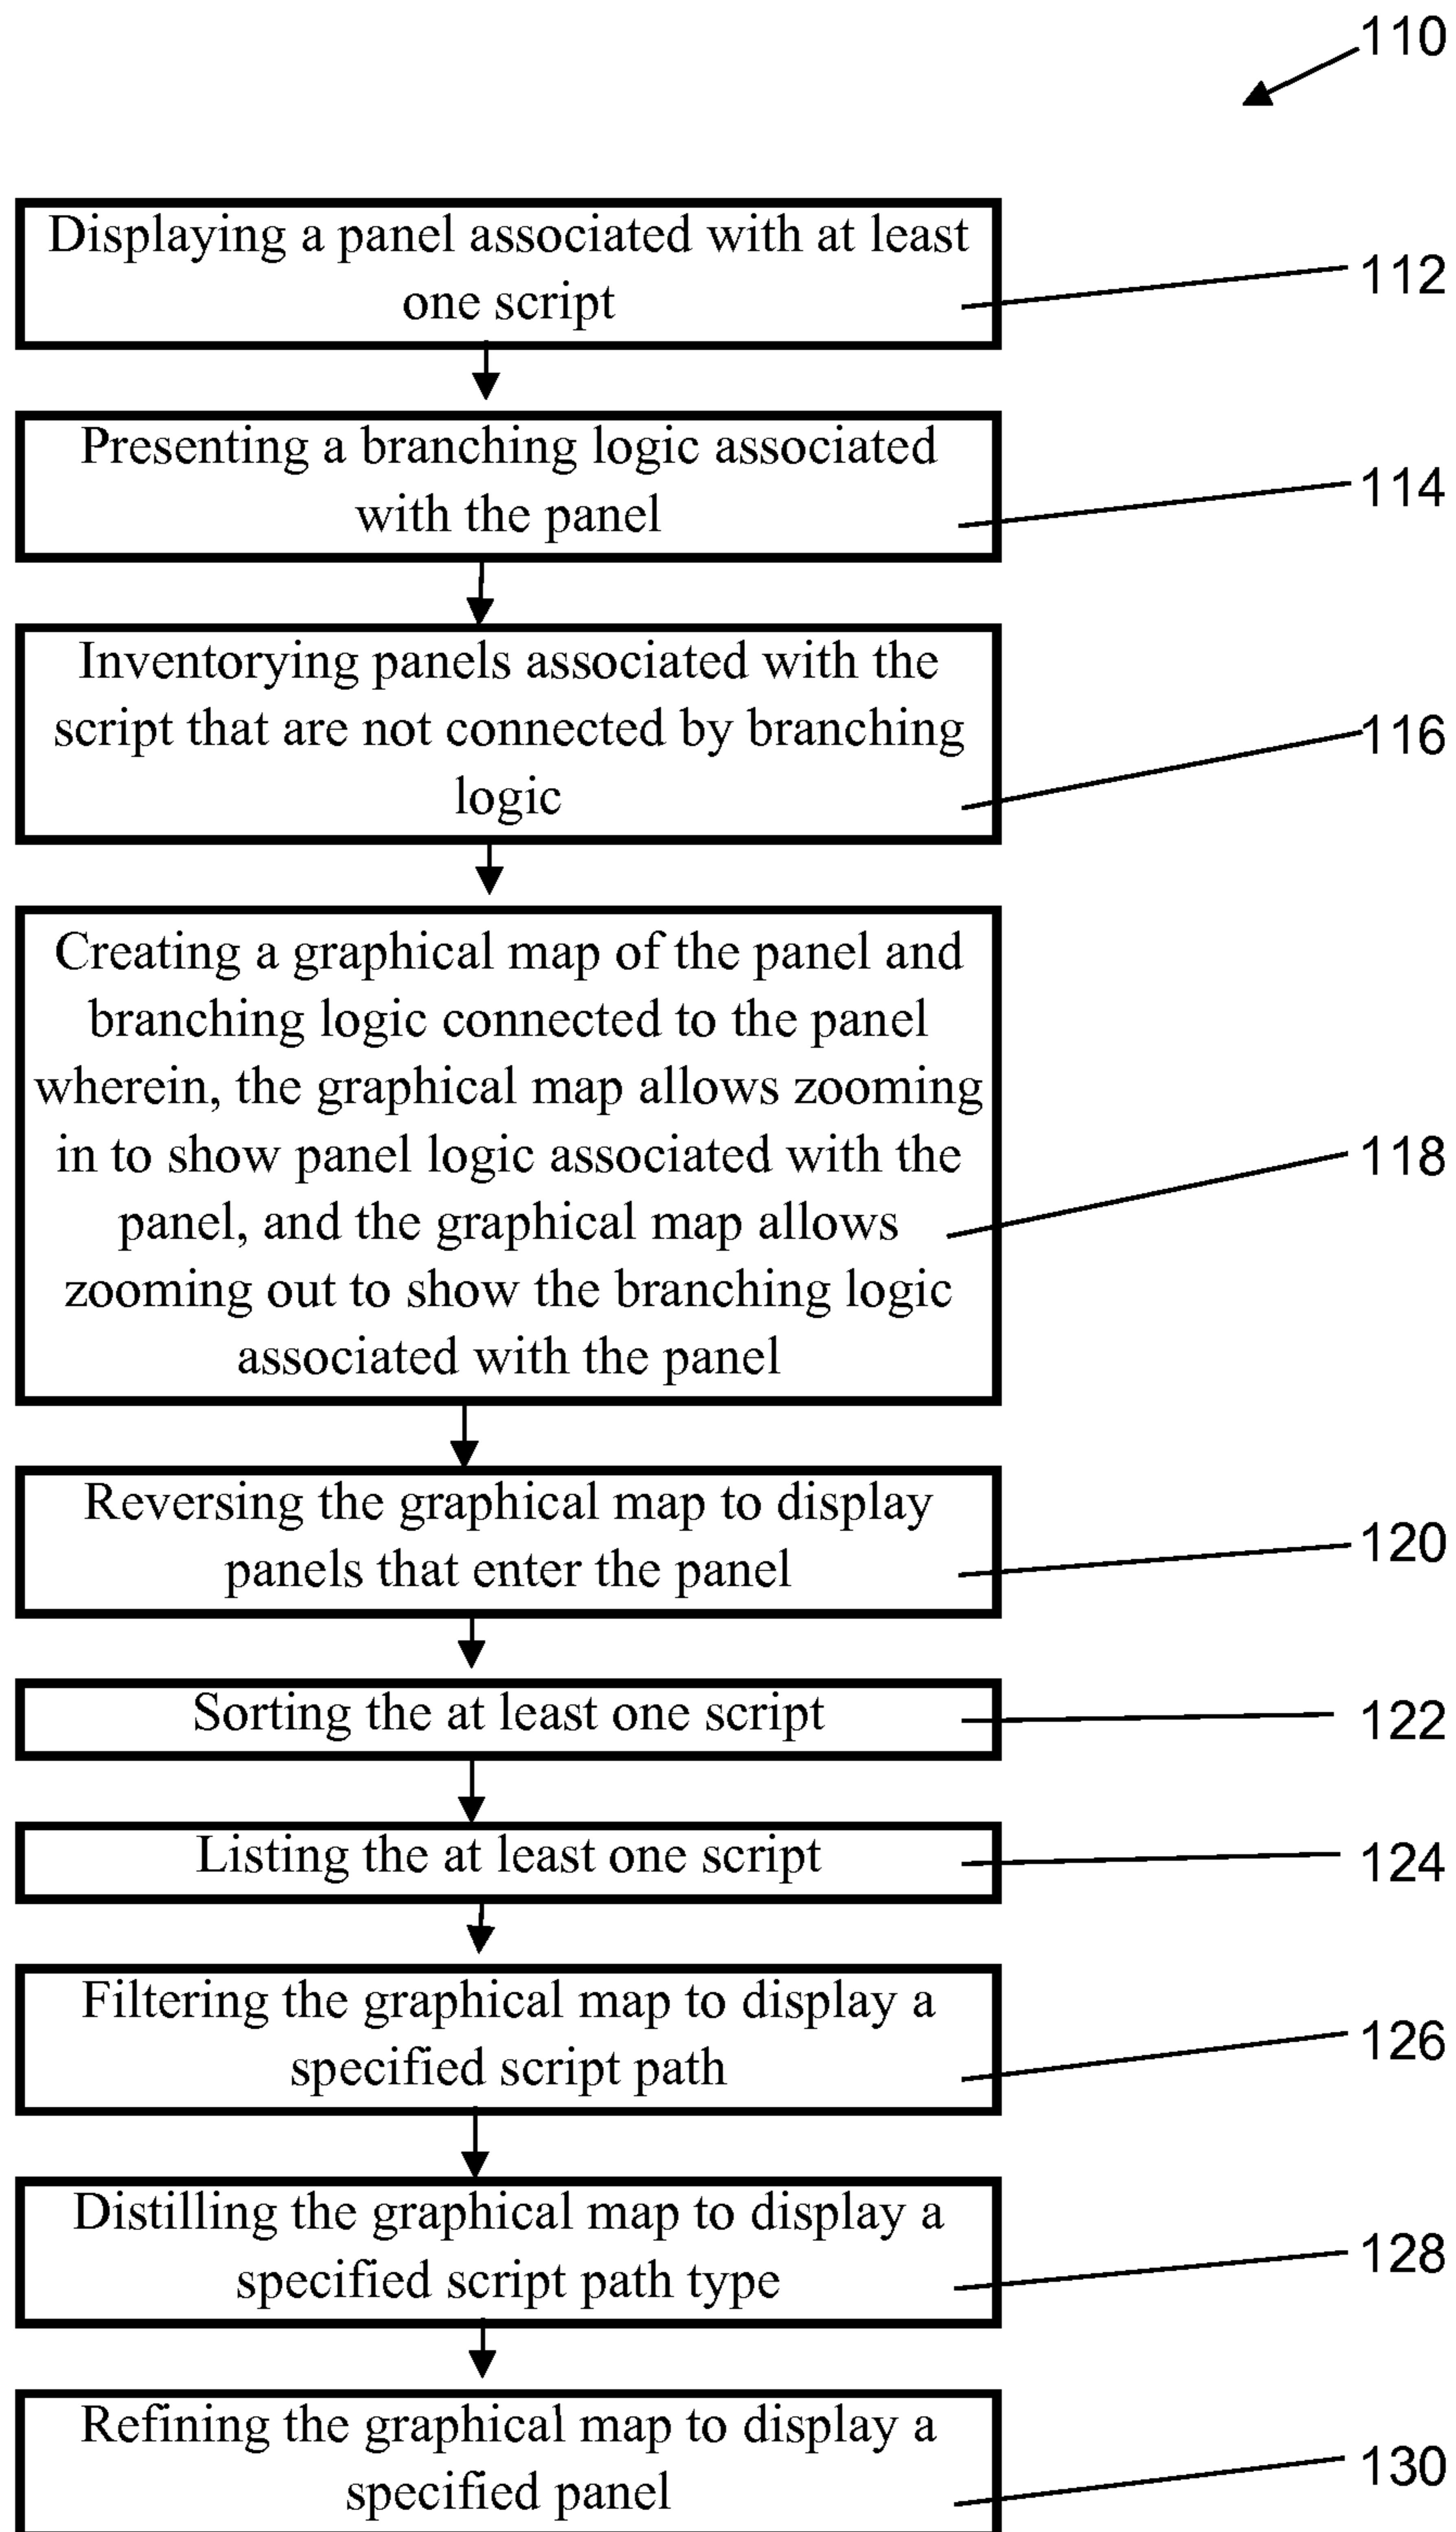 110
Displaying a panel associated with at least
one script
112
Presenting a branching logic associated
with the panel
114
Inventorying panels associated with the
script that are not connected by branching
logic
116
Creating a graphical map of the panel and
branching logic connected to the panel
wherein, the graphical map allows zooming
in to show panel logic associated with the
panel, and the graphical map allows
zooming out to show the branching logic
associated with the panel
118
Reversing the graphical map to display
panels that enter the panel
120
Sorting the at least one script
122
Listing the at least one script
124
Filtering the graphical map to display a
specified script path
126
Distilling the graphical map to display a
specified script path type
128
Refining the graphical map to display a
specified panel
130